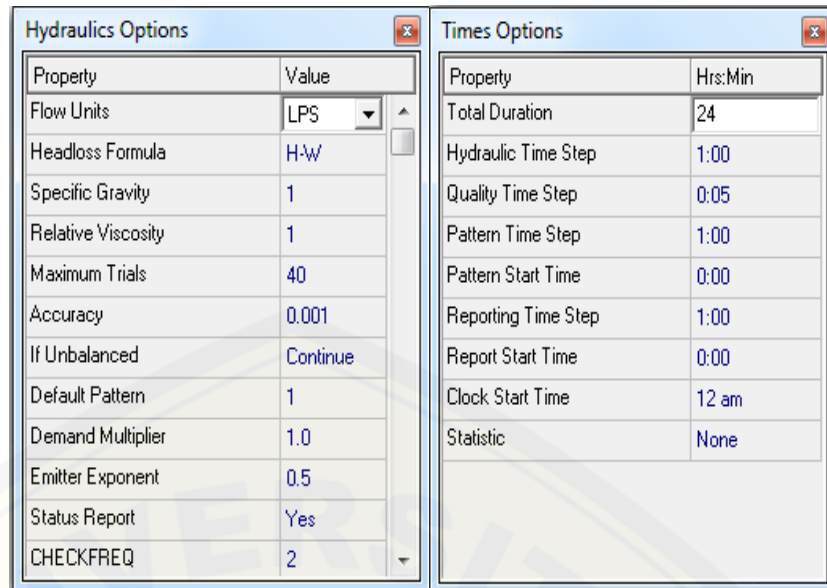 Hydraulics Options
Property Value
Flow Units LPS
Headloss Formula H-W
Specific Gravity 1
Relative Viscosity 1
Maximum Trials 40
Accuracy 0.001
If Unbalanced Continue
Default Pattern 1
Demand Multiplier 1.0
Emitter Exponent 0.5
Status Report Yes
CHECKFREQ 2
Times Options
Property Hrs:Min
Total Duration 24
Hydraulic Time Step 1:00
Quality Time Step 0:05
Pattern Time Step 1:00
Pattern Start Time 0:00
Reporting Time Step 1:00
Report Start Time 0:00
Clock Start Time 12 am
Statistic None
VERSIT